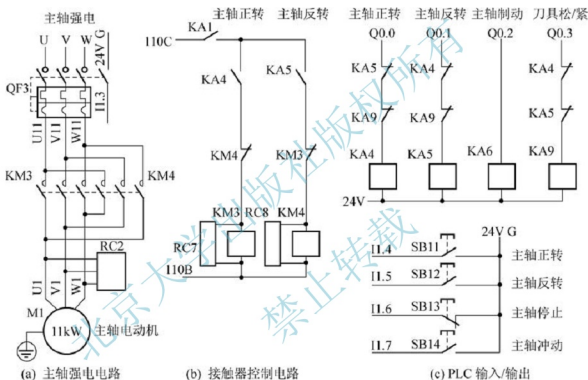 主轴强电
U V W
24V G
QF3
I1.3
U11
V11
W11
KM3
KM4
RC2
U1
V1
W1
M1
11kW
主轴电动机
(a) 主轴强电电路
主轴正转 主轴反转
KA1
110C
KA4
KA5
KM4
KM3
KM3 RC8 KM4
RC7
110B
(b) 接触器控制电路
主轴正转 主轴反转 主轴制动 刀具松/紧
Q0.0 Q0.1 Q0.2 Q0.3
KA5 KA4 KA4
KA9 KA9 KA5
KA4 KA5 KA6 KA9
24V
24V G
I1.4 SB11 主轴正转
I1.5 SB12 主轴反转
I1.6 SB13 主轴停止
I1.7 SB14 主轴冲动
(c) PLC 输入/输出
北京大学出版社版权所有
禁止转载